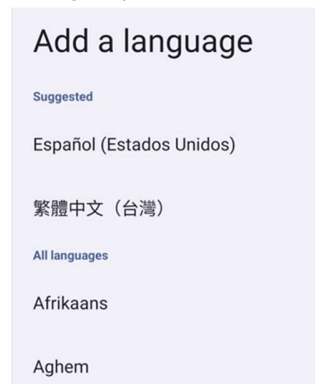 Add a language
Suggested
Español (Estados Unidos)
繁體中文（台灣）
All languages
Afrikaans
Aghem